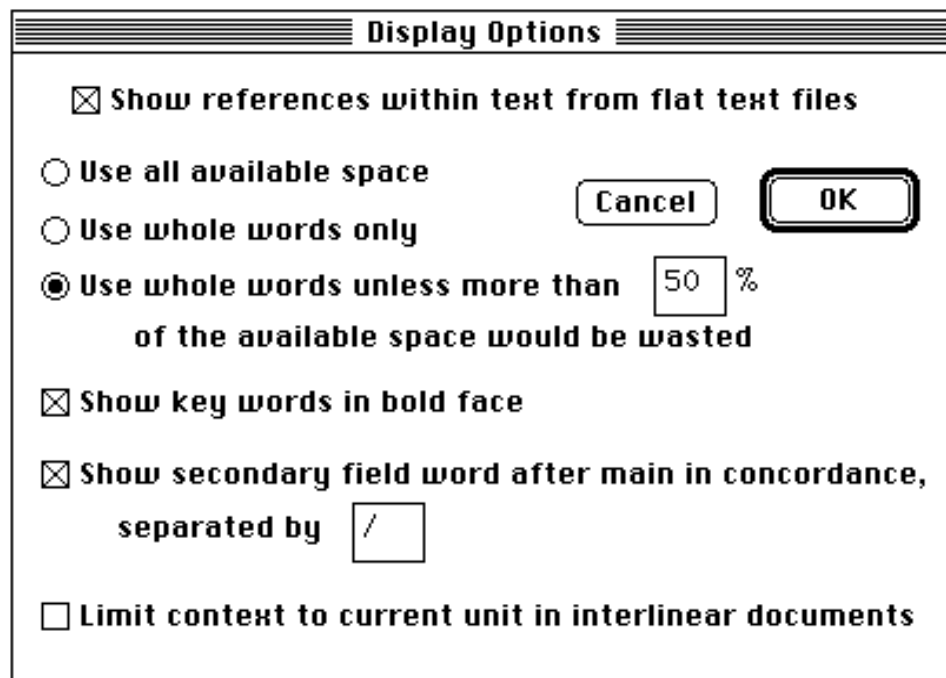 Display Options
Show references within text from flat text files
Use all available space
Cancel
OK
Use whole words only
Use whole words unless more than 50 %
of the available space would be wasted
Show key words in bold face
Show secondary field word after main in concordance,
separated by /
Limit context to current unit in interlinear documents